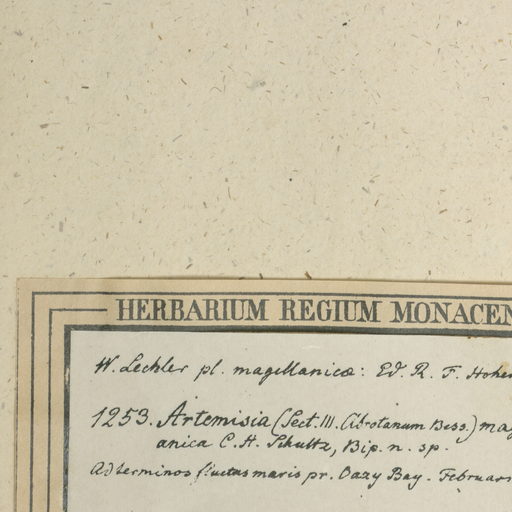 HERBARIUM REGIUM MONACEN
W. Lechler pl. magellanicæ: Ed. R. F. Hohen
1253. Artemisia (Sect. III. Abrotanum Bess.) mag
anica C. H. Schultz, Bip. n. sp.
Ad terminos fluctus maris pr. Oazy Bay. Februar